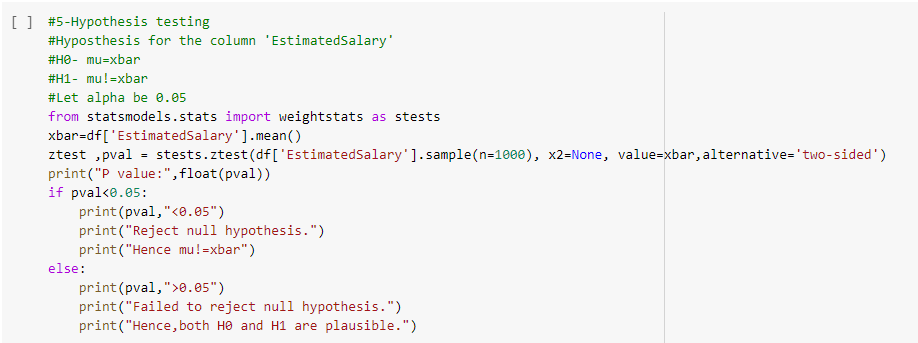 [ ] #5-Hypothesis testing
#Hyposthesis for the column 'EstimatedSalary'
#H0- mu=xbar
#H1- mu!=xbar
#Let alpha be 0.05
from statsmodels.stats import weightstats as stests
xbar=df['EstimatedSalary'].mean()
ztest ,pval = stests.ztest(df['EstimatedSalary'].sample(n=1000), x2=None, value=xbar,alternative='two-sided')
print("P value:",float(pval))
if pval<0.05:
    print(pval,"<0.05")
    print("Reject null hypothesis.")
    print("Hence mu!=xbar")
else:
    print(pval,">0.05")
    print("Failed to reject null hypothesis.")
    print("Hence,both H0 and H1 are plausible.")